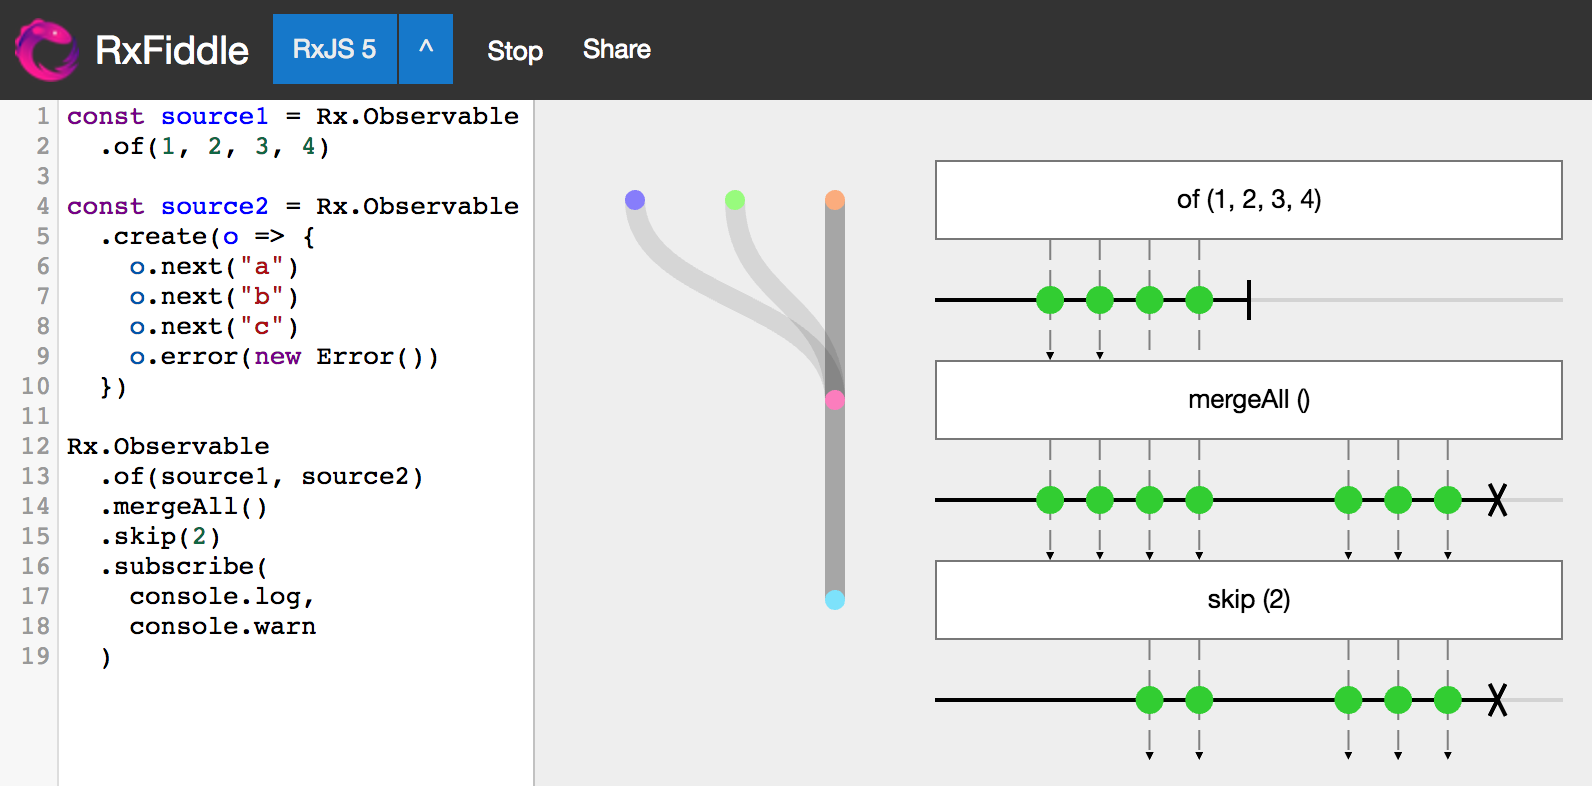 RxFiddle
RxJS 5
^
Stop
Share
1 const source1 = Rx.Observable
2   .of(1, 2, 3, 4)
3
4 const source2 = Rx.Observable
5   .create(o => {
6     o.next("a")
7     o.next("b")
8     o.next("c")
9     o.error(new Error())
10   })
11
12 Rx.Observable
13   .of(source1, source2)
14   .mergeAll()
15   .skip(2)
16   .subscribe(
17     console.log,
18     console.warn
19   )
of (1, 2, 3, 4)
mergeAll ()
skip (2)